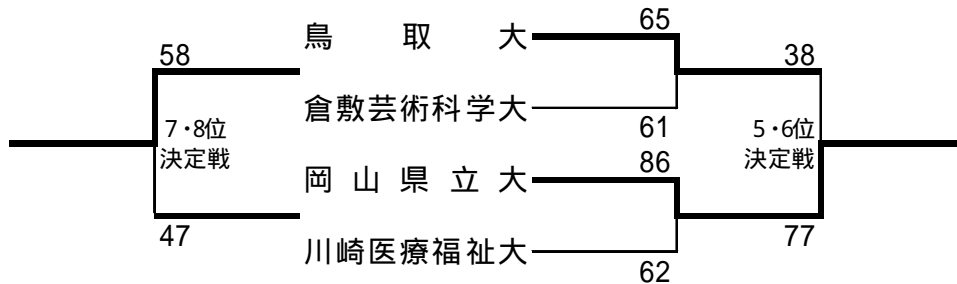 65
鳥取大
58
38
倉敷芸術科学大
61
7・8位
決定戦
5・6位
決定戦
86
岡山県立大
47
77
川崎医療福祉大
62